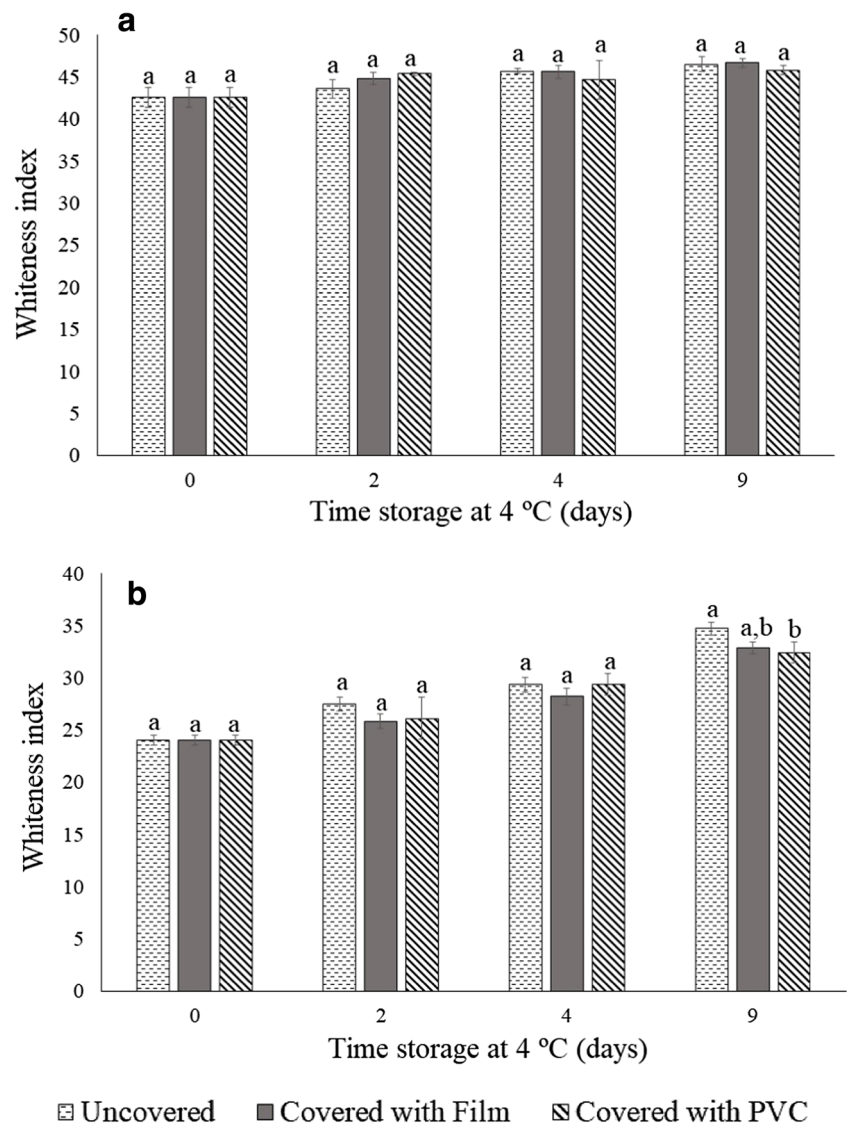 a
50
45
40
35
30
25
20
15
10
5
0
Whiteness index
a a a
a a a
a a a
a a a
0 2 4 9
Time storage at 4 ºC (days)
b
40
35
30
25
20
15
10
5
0
Whiteness index
a a a
a a a
a a a
a a,b b
0 2 4 9
Time storage at 4 ºC (days)
Uncovered Covered with Film Covered with PVC